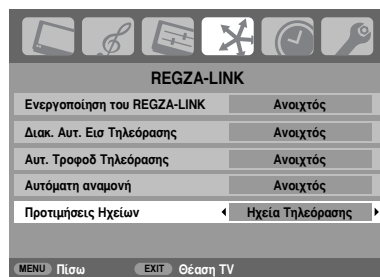 REGZA-LINK
Ενεργοποίηση του REGZA-LINK Ανοιχτός
Διακ. Αυτ. Εισ Τηλεόρασης Ανοιχτός
Αυτ. Τροφοδ Τηλεόρασης Ανοιχτός
Αυτόματη αναμονή Ανοιχτός
Προτιμήσεις Ηχείων Ηχεία Τηλεόρασης
MENU Πίσω EXIT Θέαση TV